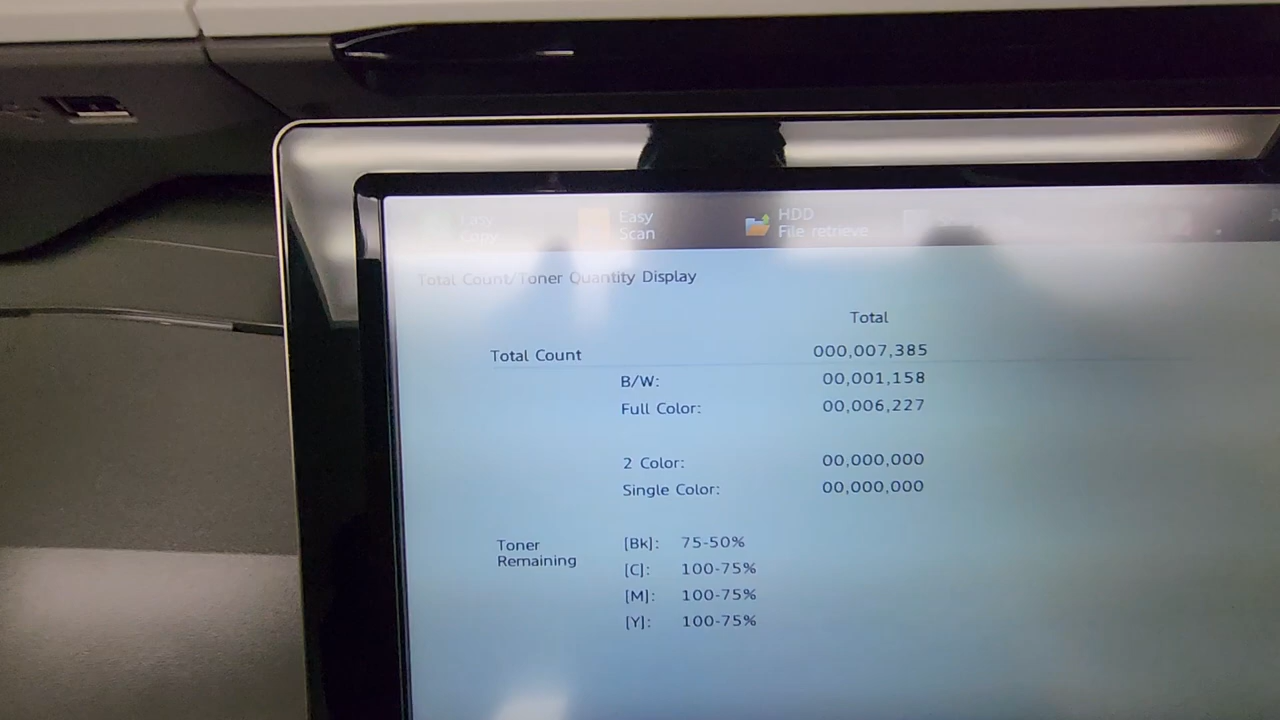 Easy
Copy
Easy
Scan
HDD
File retrieve
Total Count/Toner Quantity Display
Total
Total Count 000,007,385
B/W: 00,001,158
Full Color: 00,006,227
2 Color: 00,000,000
Single Color: 00,000,000
Toner
Remaining
[Bk]: 75-50%
[C]: 100-75%
[M]: 100-75%
[Y]: 100-75%